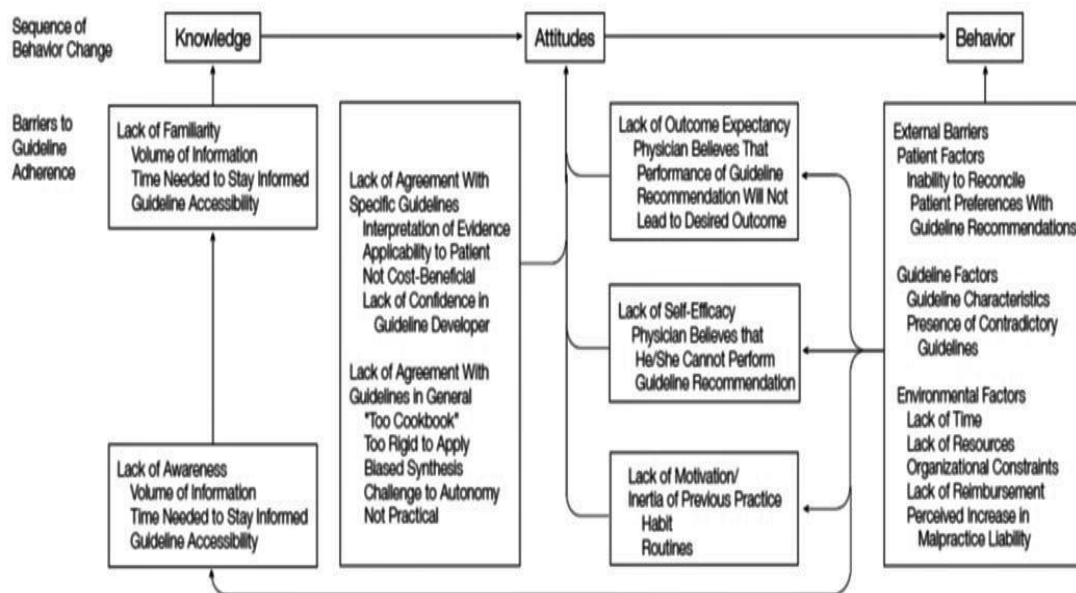 Sequence of
Behavior Change
Knowledge
Attitudes
Behavior
Barriers to
Guideline
Adherence
Lack of Familiarity
Volume of Information
Time Needed to Stay Informed
Guideline Accessibility
Lack of Awareness
Volume of Information
Time Needed to Stay Informed
Guideline Accessibility
Lack of Agreement With
Specific Guidelines
Interpretation of Evidence
Applicability to Patient
Not Cost-Beneficial
Lack of Confidence in
Guideline Developer
Lack of Agreement With
Guidelines in General
"Too Cookbook"
Too Rigid to Apply
Biased Synthesis
Challenge to Autonomy
Not Practical
Lack of Outcome Expectancy
Physician Believes That
Performance of Guideline
Recommendation Will Not
Lead to Desired Outcome
Lack of Self-Efficacy
Physician Believes that
He/She Cannot Perform
Guideline Recommendation
Lack of Motivation/
Inertia of Previous Practice
Habit
Routines
External Barriers
Patient Factors
Inability to Reconcile
Patient Preferences With
Guideline Recommendations
Guideline Factors
Guideline Characteristics
Presence of Contradictory
Guidelines
Environmental Factors
Lack of Time
Lack of Resources
Organizational Constraints
Lack of Reimbursement
Perceived Increase in
Malpractice Liability